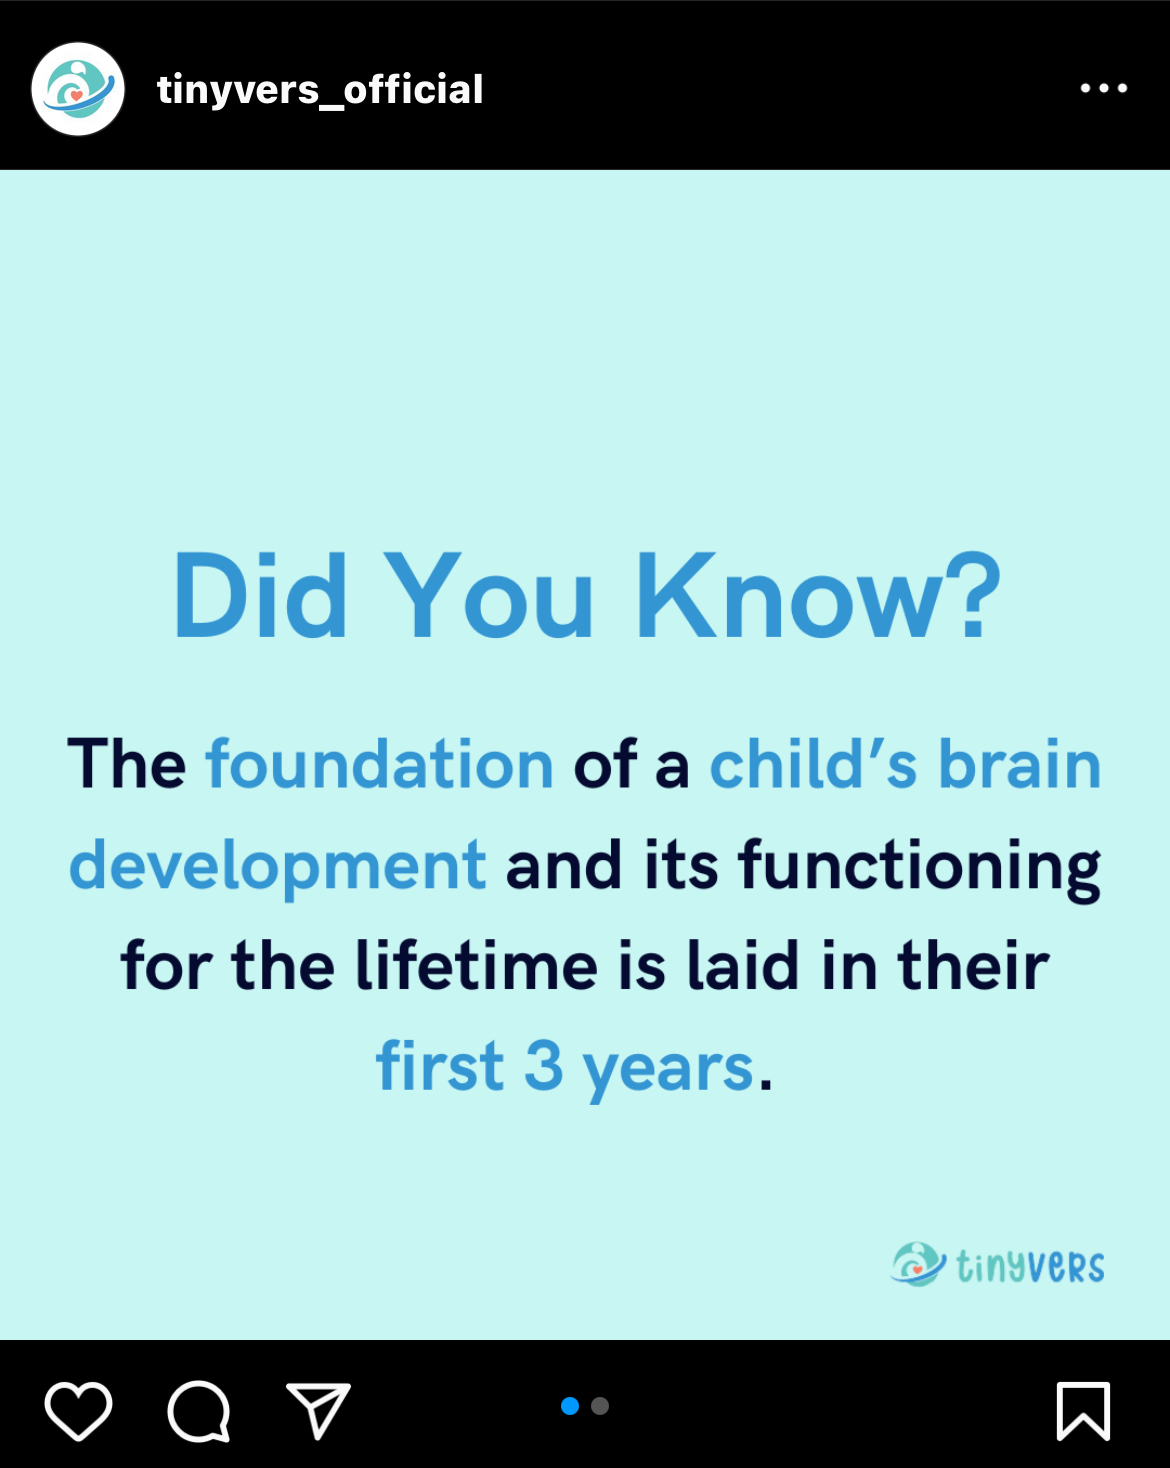 tinyvers_official
Did You Know?
The foundation of a child’s brain
development and its functioning
for the lifetime is laid in their
first 3 years.
tinyvers